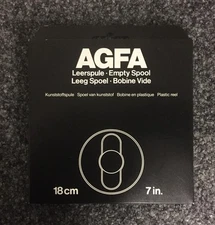 AGFA
Leerspule · Empty Spool
Leeg Spoel · Bobine Vide
Kunststoffspule Spoel van kunststof Bobine en plastique Plastic reel
18 cm 7 in.